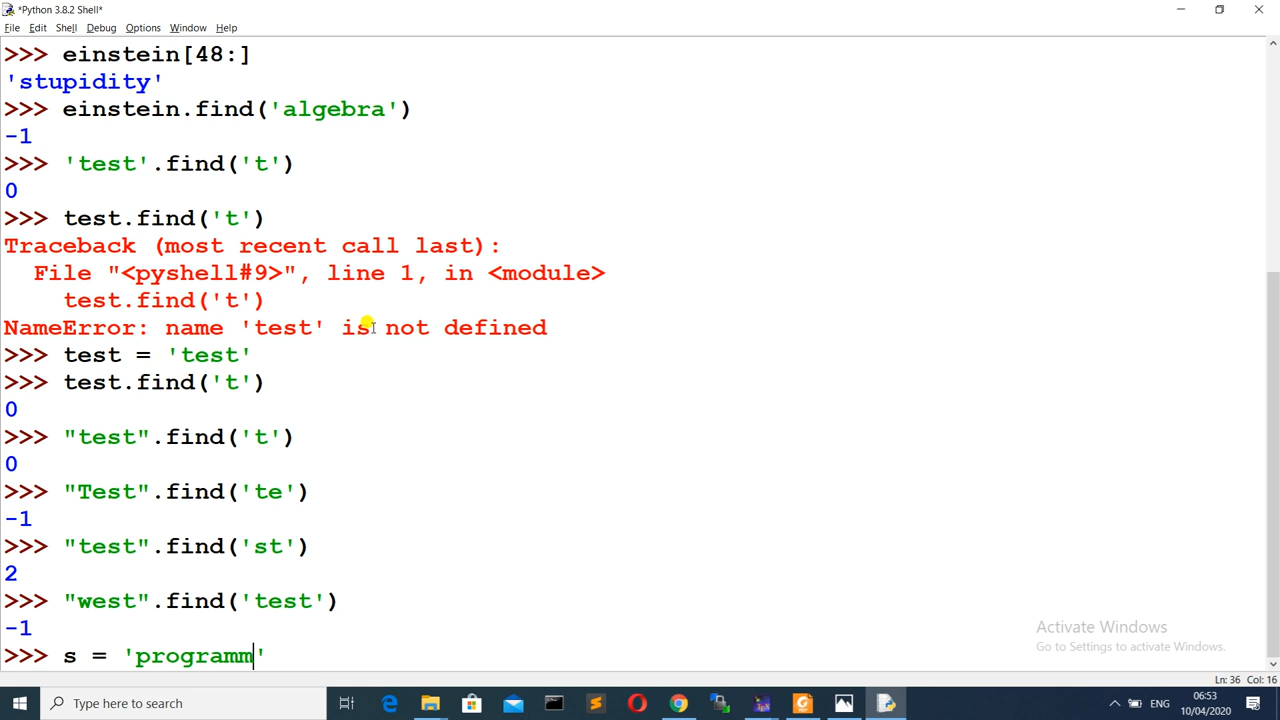 *Python 3.8.2 Shell*
File Edit Shell Debug Options Window Help
>>> einstein[48:]
'stupidity'
>>> einstein.find('algebra')
-1
>>> 'test'.find('t')
0
>>> test.find('t')
Traceback (most recent call last):
  File "<pyshell#9>", line 1, in <module>
    test.find('t')
NameError: name 'test' is not defined
>>> test = 'test'
>>> test.find('t')
0
>>> "test".find('t')
0
>>> "Test".find('te')
-1
>>> "test".find('st')
2
>>> "west".find('test')
-1
>>> s = 'programm'
Activate Windows
Go to Settings to activate Windows.
Ln: 36 Col: 16
Type here to search
ENG
06:53
10/04/2020